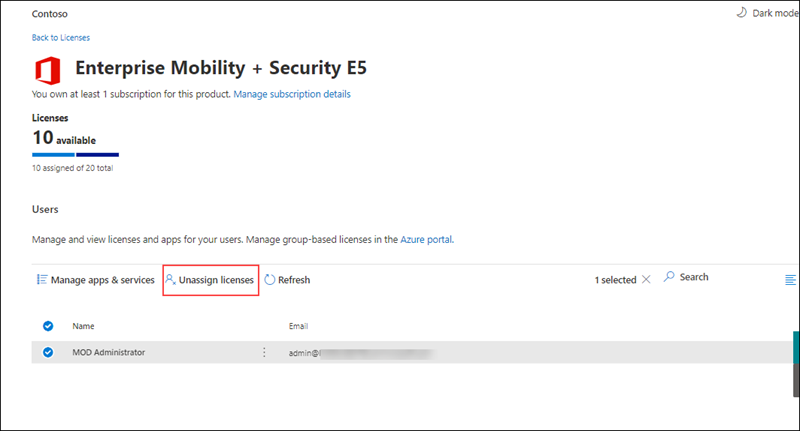 Contoso
Dark mode
Back to Licenses
Enterprise Mobility + Security E5
You own at least 1 subscription for this product. Manage subscription details
Licenses
10 available
10 assigned of 20 total
Users
Manage and view licenses and apps for your users. Manage group-based licenses in the Azure portal.
Manage apps & services Unassign licenses Refresh 1 selected Search
Name Email
MOD Administrator admin@